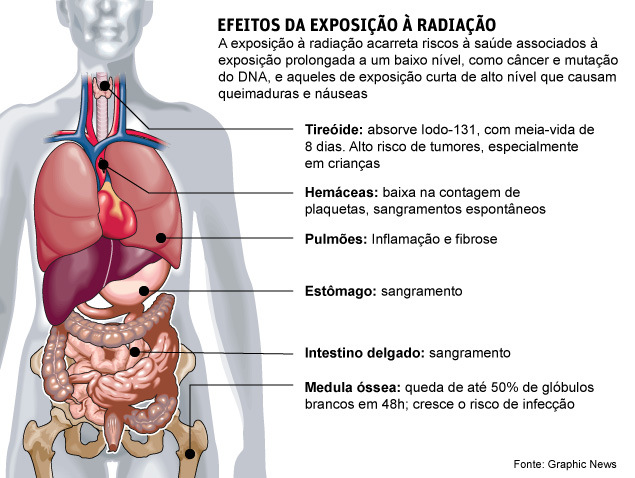 EFEITOS DA EXPOSIÇÃO À RADIAÇÃO
A exposição à radiação acarreta riscos à saúde associados à
exposição prolongada a um baixo nível, como câncer e mutação
do DNA, e aqueles de exposição curta de alto nível que causam
queimaduras e náuseas
Tireóide: absorve Iodo-131, com meia-vida de
8 dias. Alto risco de tumores, especialmente
em crianças
Hemáceas: baixa na contagem de
plaquetas, sangramentos espontâneos
Pulmões: Inflamação e fibrose
Estômago: sangramento
Intestino delgado: sangramento
Medula óssea: queda de até 50% de glóbulos
brancos em 48h; cresce o risco de infecção
Fonte: Graphic News